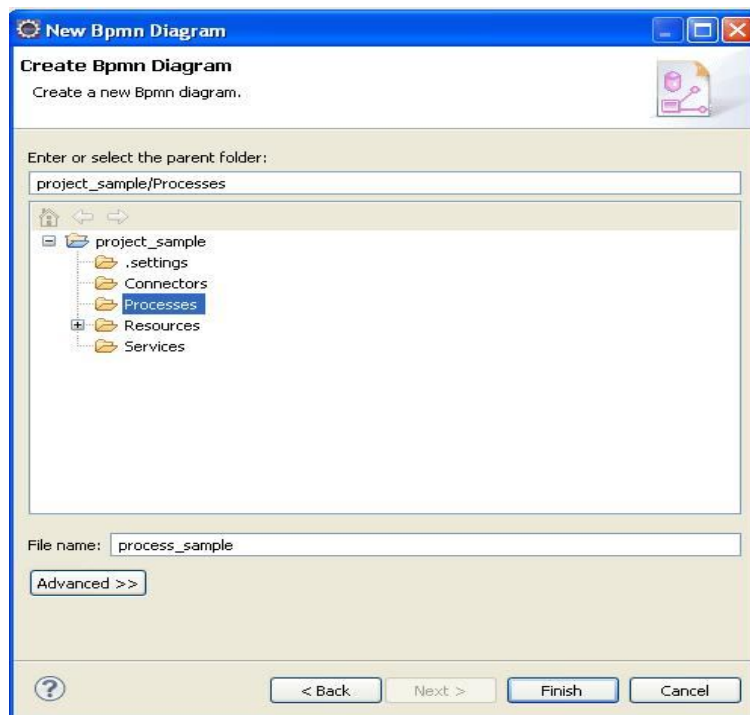 New Bpmn Diagram
Create Bpmn Diagram
Create a new Bpmn diagram.
Enter or select the parent folder:
project_sample/Processes
project_sample
.settings
Connectors
Processes
Resources
Services
File name: process_sample
Advanced >>
< Back Next > Finish Cancel